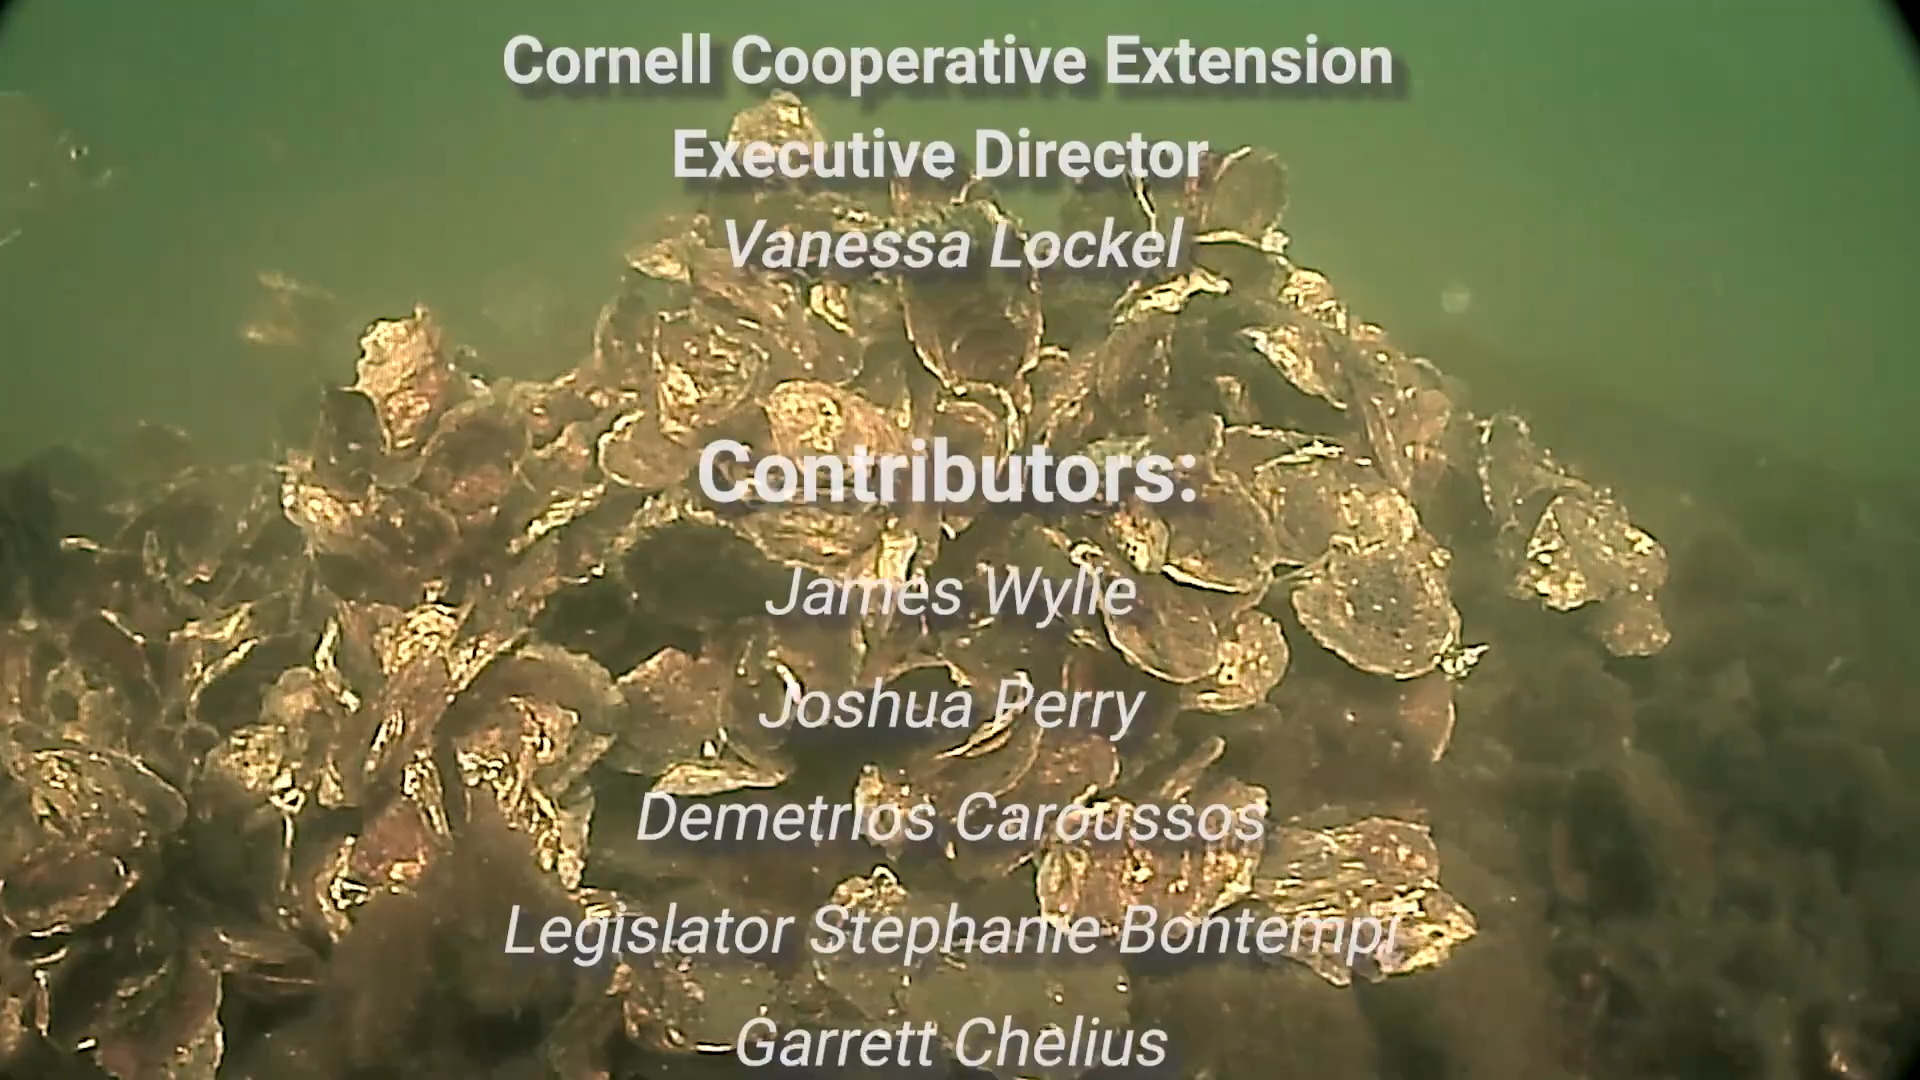 Cornell Cooperative Extension
Executive Director
Vanessa Lockel
Contributors:
James Wylie
Joshua Perry
Demetrios Caroussos
Legislator Stephanie Bontempi
Garrett Chelius